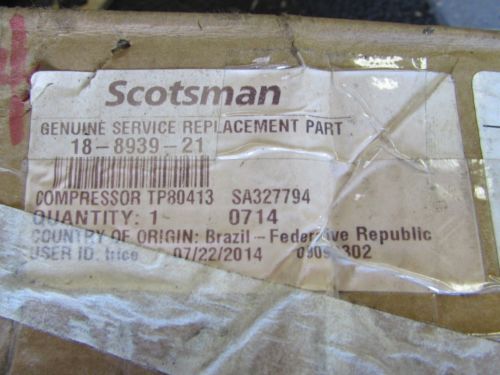 Scotsman
GENUINE SERVICE REPLACEMENT PART
18-8939-21
COMPRESSOR TP80413 SA327794
QUANTITY: 1 0714
COUNTRY OF ORIGIN: Brazil - Federative Republic
USER ID: trice 07/22/2014